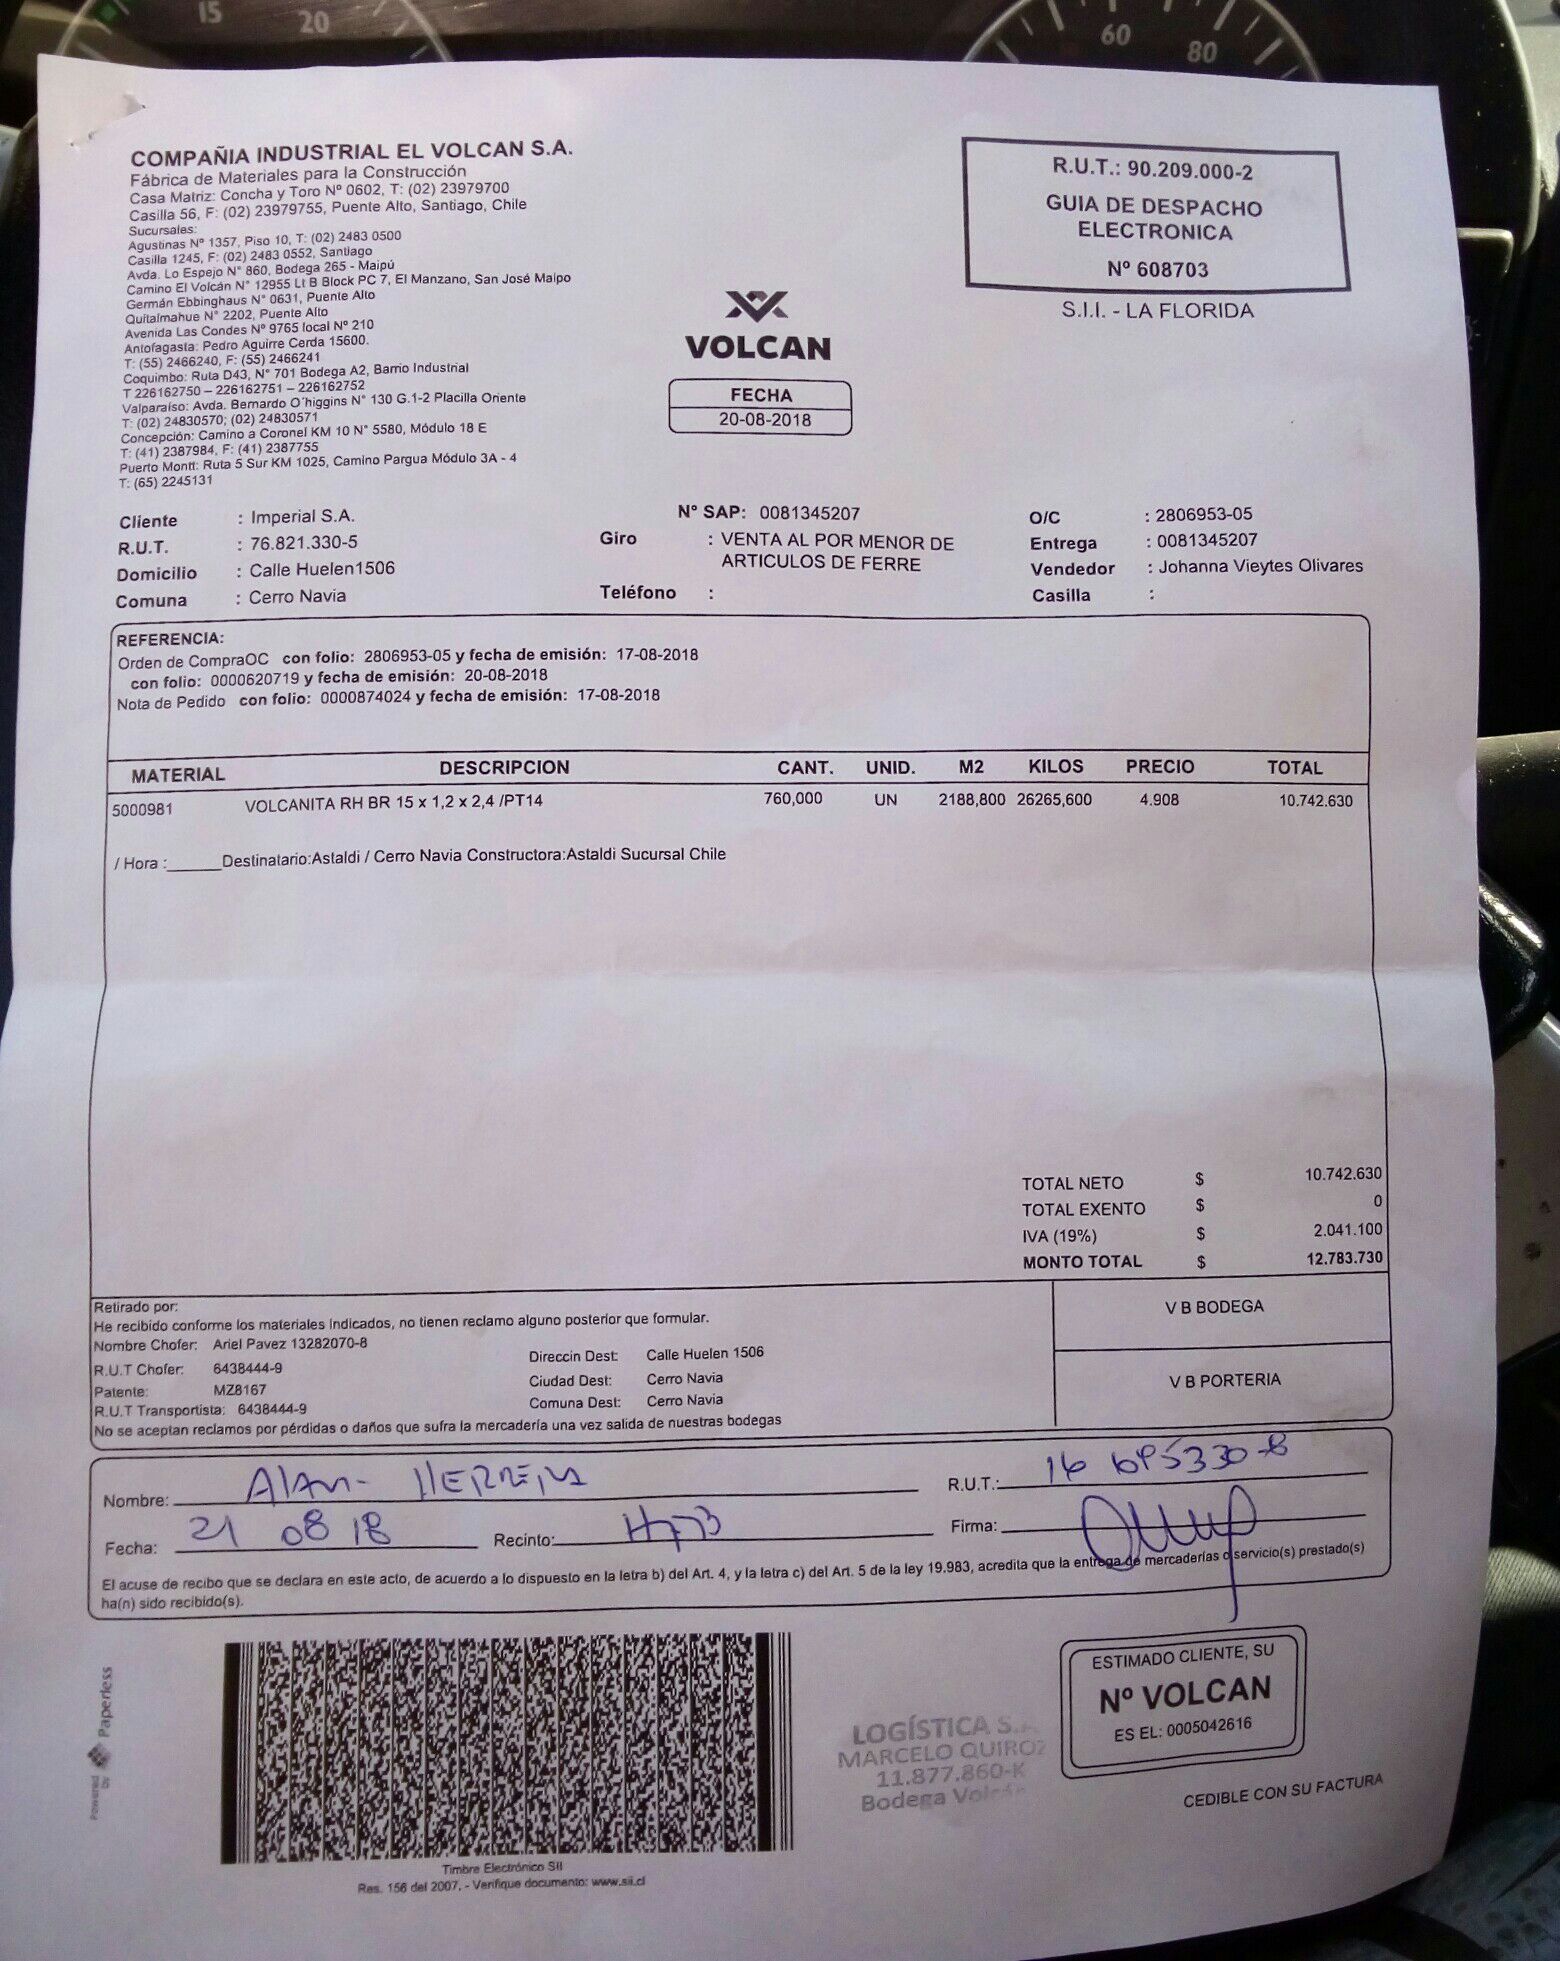 15
20
60
80
COMPAÑIA INDUSTRIAL EL VOLCAN S.A.
Fábrica de Materiales para la Construcción
Casa Matriz: Concha y Toro Nº 0602, T: (02) 23979700
Casilla 56, F: (02) 23979755, Puente Alto, Santiago, Chile
Sucursales:
Agustinas Nº 1357, Piso 10, T: (02) 2483 0500
Casilla 1245, F: (02) 2483 0552, Santiago
Avda. Lo Espejo N° 860, Bodega 265 - Maipú
Camino El Volcán N° 12955 Lt B Block PC 7, El Manzano, San José Maipo
Germán Ebbinghaus N° 0631, Puente Alto
Quitalmahue N° 2202, Puente Alto
Avenida Las Condes Nº 9765 local Nº 210
Antofagasta: Pedro Aguirre Cerda 15600.
T: (55) 2466240, F: (55) 2466241
Coquimbo: Ruta D43, N° 701 Bodega A2, Barrio Industrial
T 226162750 – 226162751 – 226162752
Valparaíso: Avda. Bernardo O´higgins N° 130 G.1-2 Placilla Oriente
T: (02) 24830570; (02) 24830571
Concepción: Camino a Coronel KM 10 N° 5580, Módulo 18 E
T: (41) 2387984, F: (41) 2387755
Puerto Montt: Ruta 5 Sur KM 1025, Camino Pargua Módulo 3A - 4
T: (65) 2245131
VOLCAN
FECHA
20-08-2018
R.U.T.: 90.209.000-2
GUIA DE DESPACHO
ELECTRONICA
Nº 608703
S.I.I. - LA FLORIDA
Cliente : Imperial S.A.
R.U.T. : 76.821.330-5
Domicilio : Calle Huelen1506
Comuna : Cerro Navia
Nº SAP: 0081345207
Giro : VENTA AL POR MENOR DE
ARTICULOS DE FERRE
Teléfono :
O/C : 2806953-05
Entrega : 0081345207
Vendedor : Johanna Vieytes Olivares
Casilla :
REFERENCIA:
Orden de CompraOC con folio: 2806953-05 y fecha de emisión: 17-08-2018
con folio: 0000620719 y fecha de emisión: 20-08-2018
Nota de Pedido con folio: 0000874024 y fecha de emisión: 17-08-2018
MATERIAL DESCRIPCION CANT. UNID. M2 KILOS PRECIO TOTAL
5000981 VOLCANITA RH BR 15 x 1,2 x 2,4 /PT14 760,000 UN 2188,800 26265,600 4.908 10.742.630
/ Hora :______Destinatario:Astaldi / Cerro Navia Constructora:Astaldi Sucursal Chile
TOTAL NETO $ 10.742.630
TOTAL EXENTO $ 0
IVA (19%) $ 2.041.100
MONTO TOTAL $ 12.783.730
Retirado por:
He recibido conforme los materiales indicados, no tienen reclamo alguno posterior que formular.
Nombre Chofer: Ariel Pavez 13282070-8
R.U.T Chofer: 6438444-9
Patente: MZ8167
R.U.T Transportista: 6438444-9
Direccin Dest: Calle Huelen 1506
Ciudad Dest: Cerro Navia
Comuna Dest: Cerro Navia
No se aceptan reclamos por pérdidas o daños que sufra la mercadería una vez salida de nuestras bodegas
V B BODEGA
V B PORTERIA
Nombre: Alan HERRERA
R.U.T.: 16 695330-8
Fecha: 21 08 18
Recinto:
Firma:
El acuse de recibo que se declara en este acto, de acuerdo a lo dispuesto en la letra b) del Art. 4, y la letra c) del Art. 5 de la ley 19.983, acredita que la entrega de mercaderías o servicio(s) prestado(s)
ha(n) sido recibido(s).
Powered by Paperless
Timbre Electrónico SII
Res. 156 del 2007. - Verifique documento: www.sii.cl
LOGÍSTICA S.A.
MARCELO QUIROZ
11.877.860-K
Bodega Volcán
ESTIMADO CLIENTE, SU
Nº VOLCAN
ES EL: 0005042616
CEDIBLE CON SU FACTURA